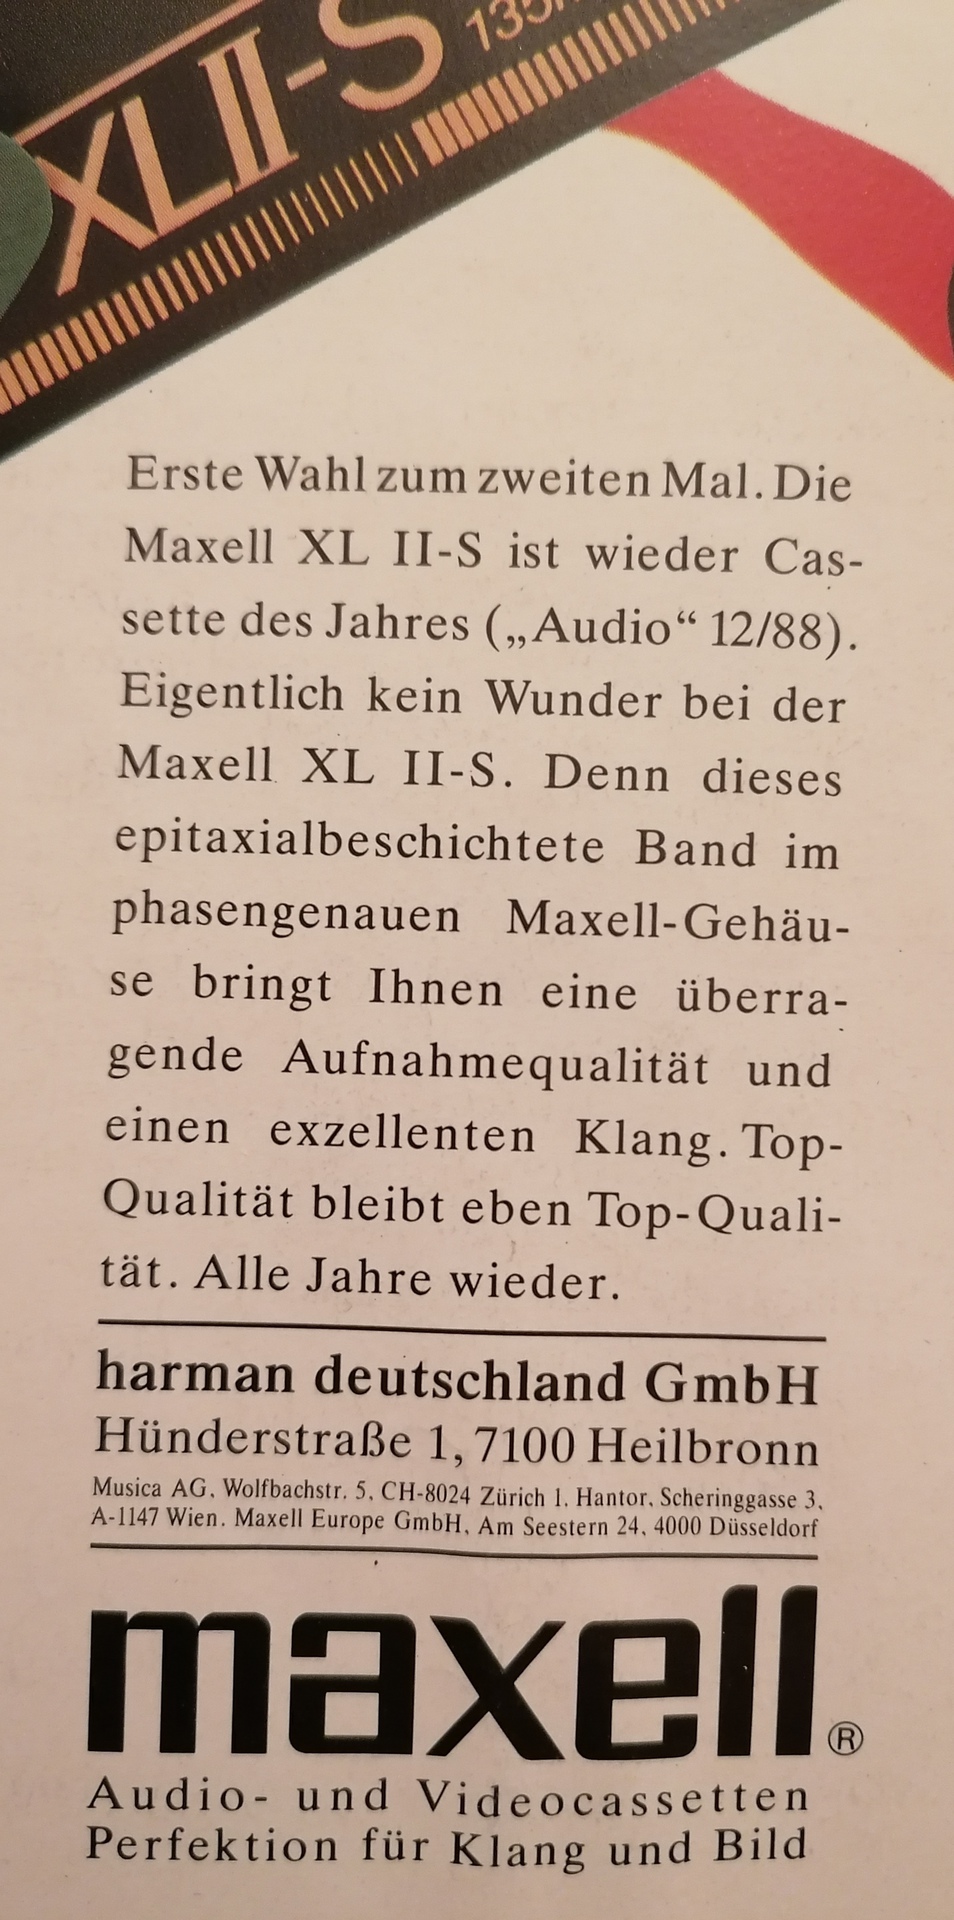 XLII-S
Erste Wahl zum zweiten Mal. Die
Maxell XL II-S ist wieder Cas-
sette des Jahres („Audio“ 12/88).
Eigentlich kein Wunder bei der
Maxell XL II-S. Denn dieses
epitaxialbeschichtete Band im
phasengenauen Maxell-Gehäu-
se bringt Ihnen eine überra-
gende Aufnahmequalität und
einen exzellenten Klang. Top-
Qualität bleibt eben Top-Quali-
tät. Alle Jahre wieder.
harman deutschland GmbH
Hünderstraße 1, 7100 Heilbronn
Musica AG, Wolfbachstr. 5, CH-8024 Zürich 1. Hantor, Scheringgasse 3,
A-1147 Wien. Maxell Europe GmbH, Am Seestern 24, 4000 Düsseldorf
maxell®
Audio- und Videocassetten
Perfektion für Klang und Bild